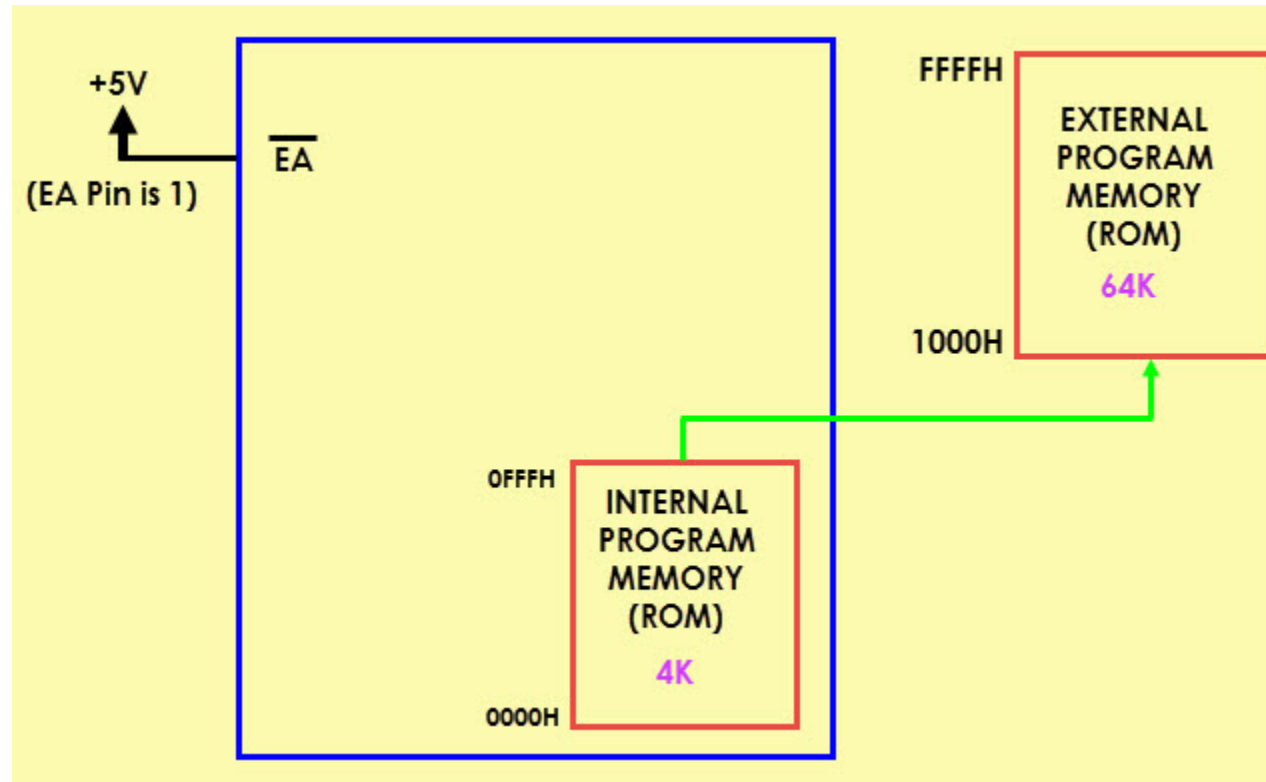 +5V
(EA Pin is 1)
EA
FFFFH
EXTERNAL
PROGRAM
MEMORY
(ROM)
64K
1000H
0FFFH
INTERNAL
PROGRAM
MEMORY
(ROM)
4K
0000H